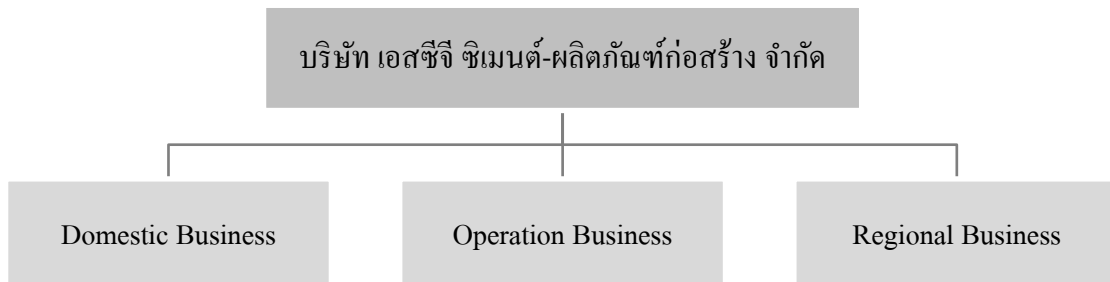 บริษัท เอสซีจี ซิเมนต์-ผลิตภัณฑ์ก่อสร้าง จำกัด
Domestic Business
Operation Business
Regional Business